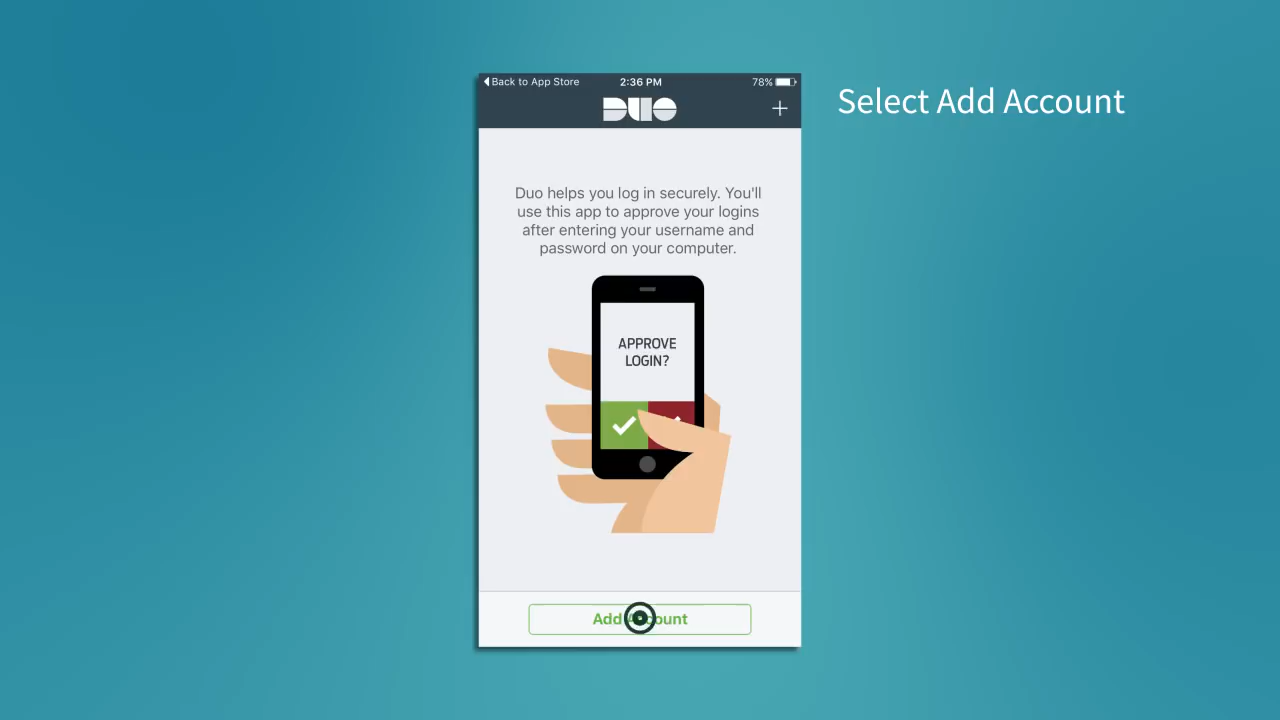 Back to App Store 2:36 PM 78%
DUO
Select Add Account
Duo helps you log in securely. You'll
use this app to approve your logins
after entering your username and
password on your computer.
APPROVE
LOGIN?
Add Account